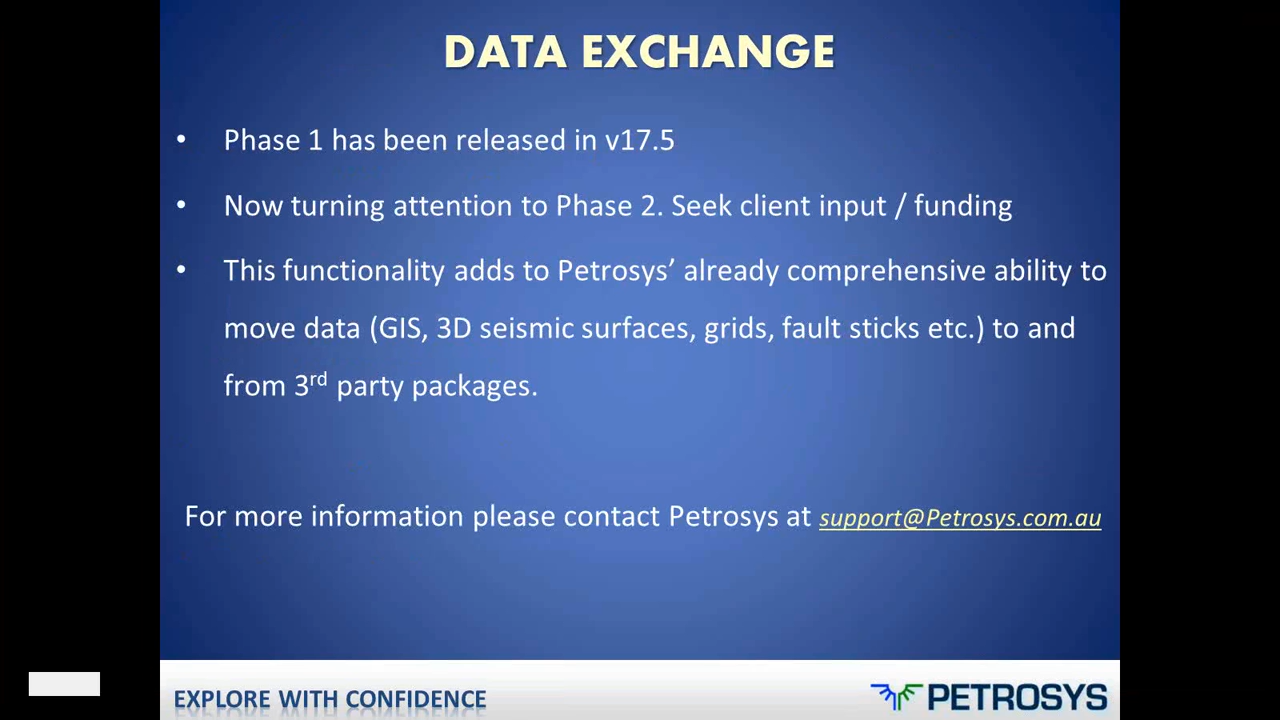 DATA EXCHANGE
• Phase 1 has been released in v17.5
• Now turning attention to Phase 2. Seek client input / funding
• This functionality adds to Petrosys’ already comprehensive ability to
move data (GIS, 3D seismic surfaces, grids, fault sticks etc.) to and
from 3rd party packages.
For more information please contact Petrosys at support@Petrosys.com.au
EXPLORE WITH CONFIDENCE
PETROSYS